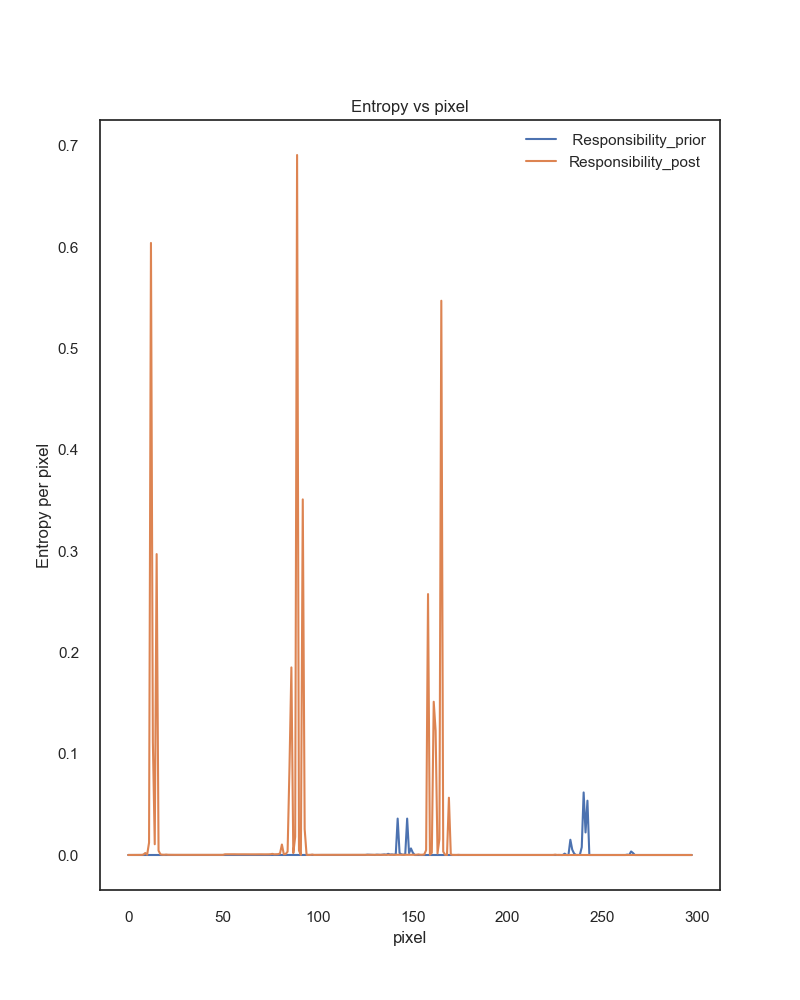 Entropy vs pixel
Responsibility_prior
Responsibility_post
0.7
0.6
0.5
0.4
0.3
0.2
0.1
0.0
Entropy per pixel
0 50 100 150 200 250 300
pixel